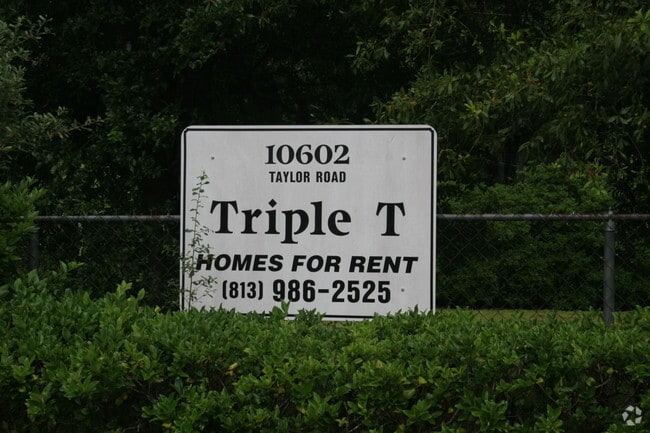 10602
TAYLOR ROAD
Triple T
HOMES FOR RENT
(813) 986-2525